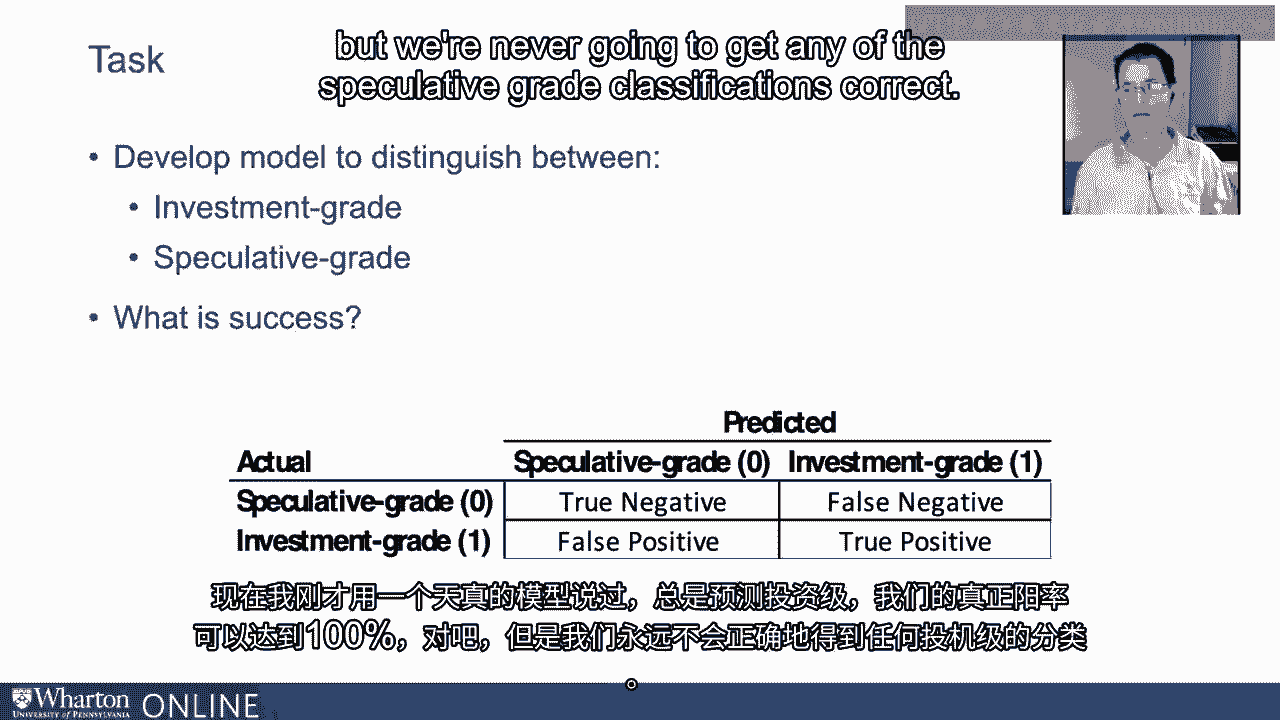 but we're never going to get any of the
speculative grade classifications correct.
Task
• Develop model to distinguish between:
• Investment-grade
• Speculative-grade
• What is success?
Predicted
Actual Speculative-grade (0) Investment-grade (1)
Speculative-grade (0) True Negative False Negative
Investment-grade (1) False Positive True Positive
现在我刚才用一个天真的模型说过，总是预测投资级，我们的真正阳率
可以达到100%，对吧，但是我们永远不会正确地得到任何投机级的分类
Wharton ONLINE
UNIVERSITY of PENNSYLVANIA